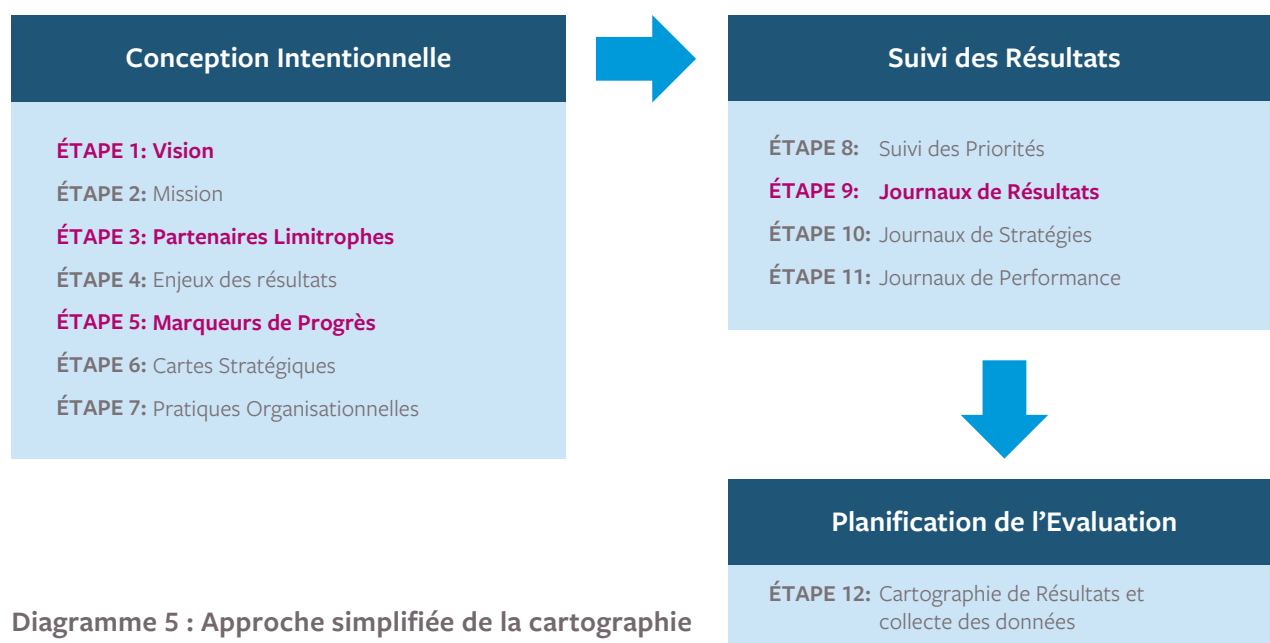 Conception Intentionnelle
ÉTAPE 1: Vision
ÉTAPE 2: Mission
ÉTAPE 3: Partenaires Limitrophes
ÉTAPE 4: Enjeux des résultats
ÉTAPE 5: Marqueurs de Progrès
ÉTAPE 6: Cartes Stratégiques
ÉTAPE 7: Pratiques Organisationnelles
Suivi des Résultats
ÉTAPE 8: Suivi des Priorités
ÉTAPE 9: Journaux de Résultats
ÉTAPE 10: Journaux de Stratégies
ÉTAPE 11: Journaux de Performance
Planification de l’Evaluation
ÉTAPE 12: Cartographie de Résultats et
collecte des données
Diagramme 5 : Approche simplifiée de la cartographie